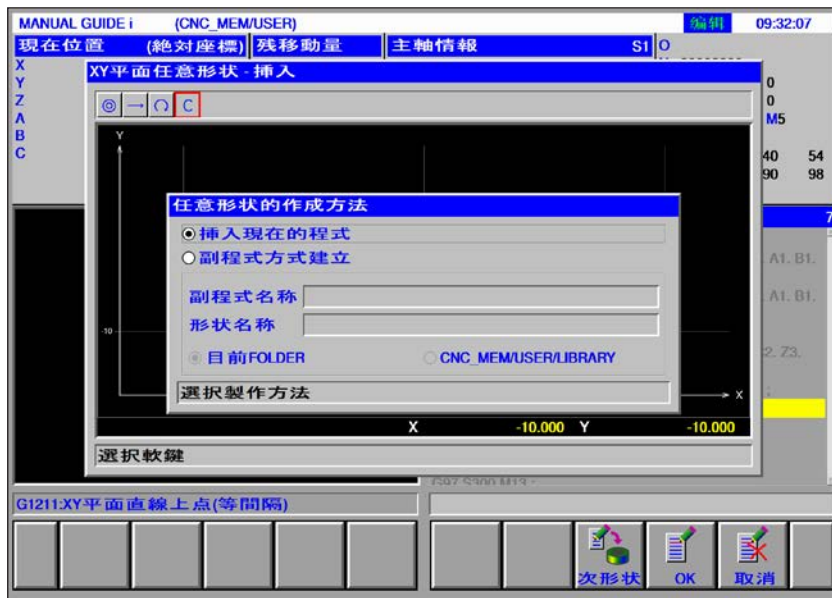 MANUAL GUIDE i (CNC_MEM/USER) 编辑 09:32:07
現在位置 (絶対座標) 残移動量 主軸情報 S1 O
X
Y 0
Z 0
A M5
B
C 40 54
90 98
XY平面任意形状 - 挿入
C
Y
任意形状的作成方法
挿入現在的程式
副程式方式建立
A1. B1.
副程式名称
A1. B1.
形状名称
-10
目前FOLDER CNC_MEM/USER/LIBRARY
2. Z3,
選択製作方法
X
X -10.000 Y -10.000
選択軟鍵
G97 S300 M13 ;
G1211:XY平面直線上点(等間隔)
次形状 OK 取消